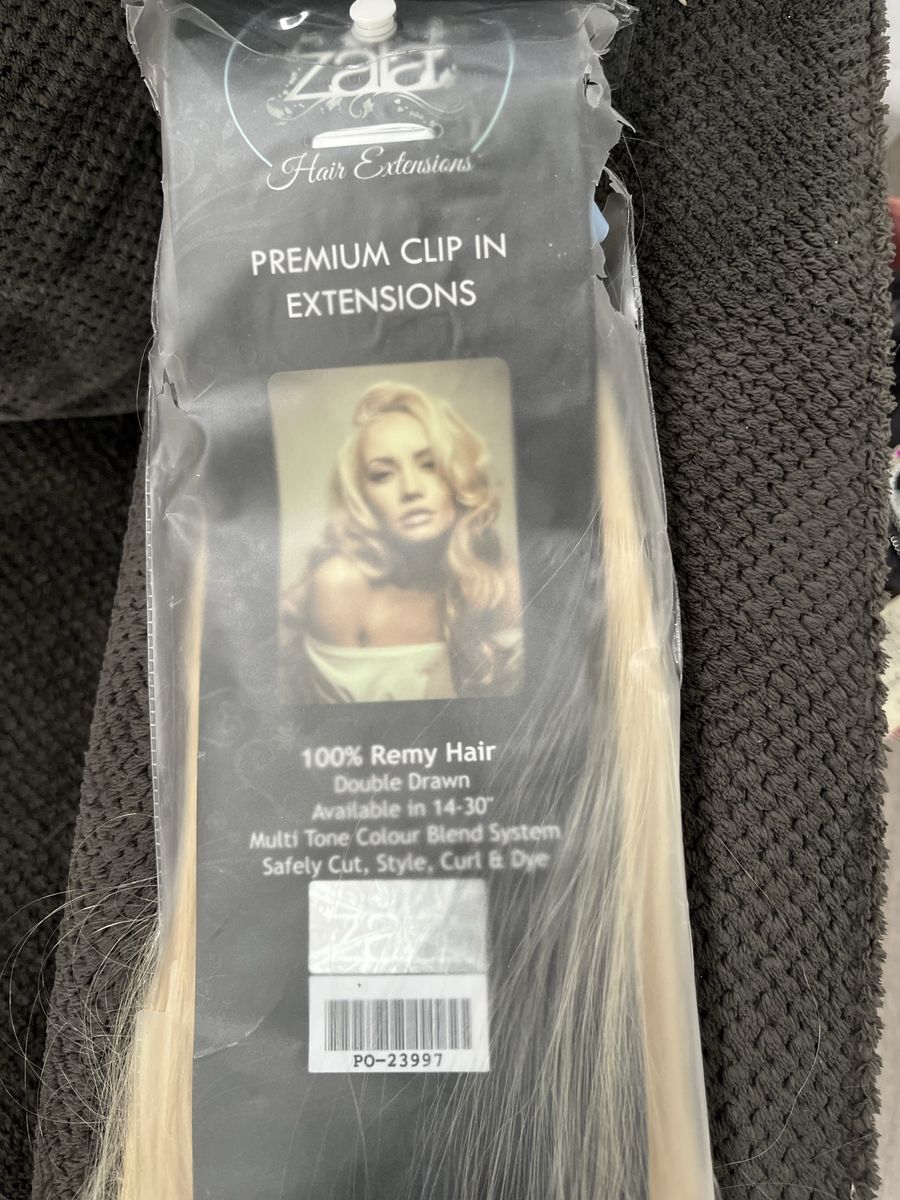 zala
Hair Extensions
PREMIUM CLIP IN
EXTENSIONS
100% Remy Hair
Double Drawn
Available in 14-30"
Multi Tone Colour Blend System
Safely Cut, Style, Curl & Dye
PO-23997